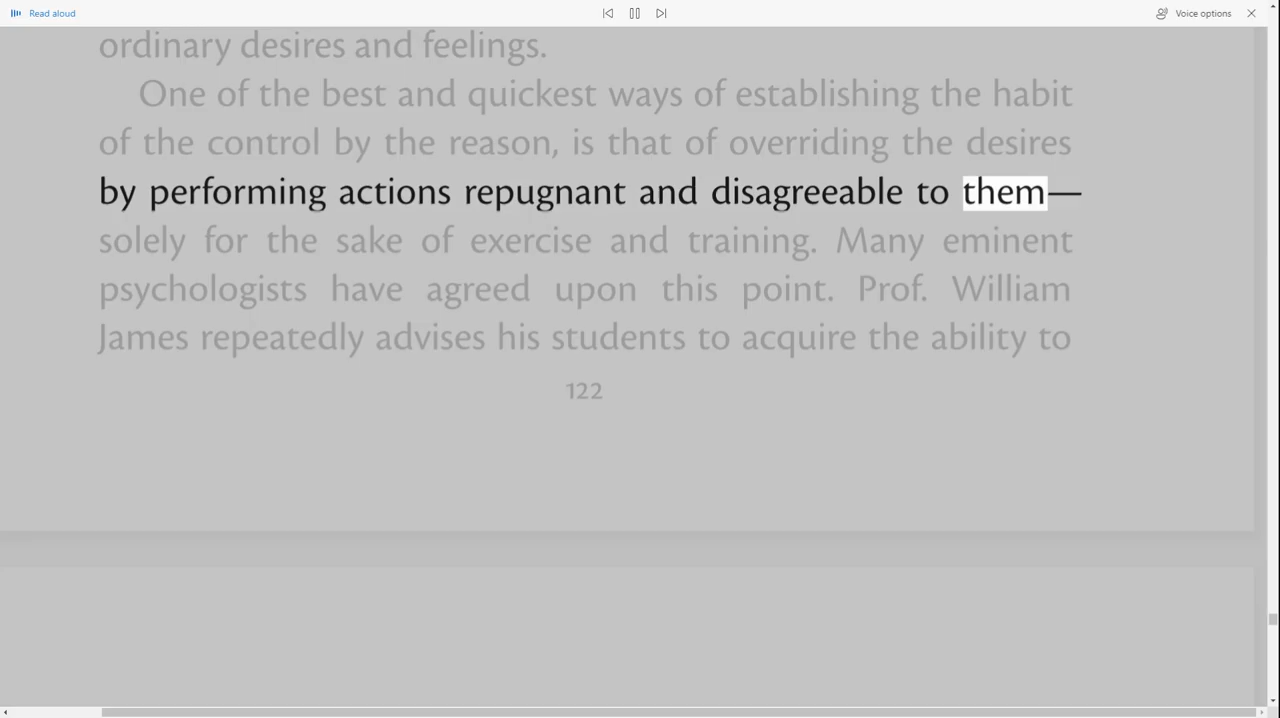 Read aloud
Voice options
ordinary desires and feelings.
One of the best and quickest ways of establishing the habit
of the control by the reason, is that of overriding the desires
by performing actions repugnant and disagreeable to them—
solely for the sake of exercise and training. Many eminent
psychologists have agreed upon this point. Prof. William
James repeatedly advises his students to acquire the ability to
122